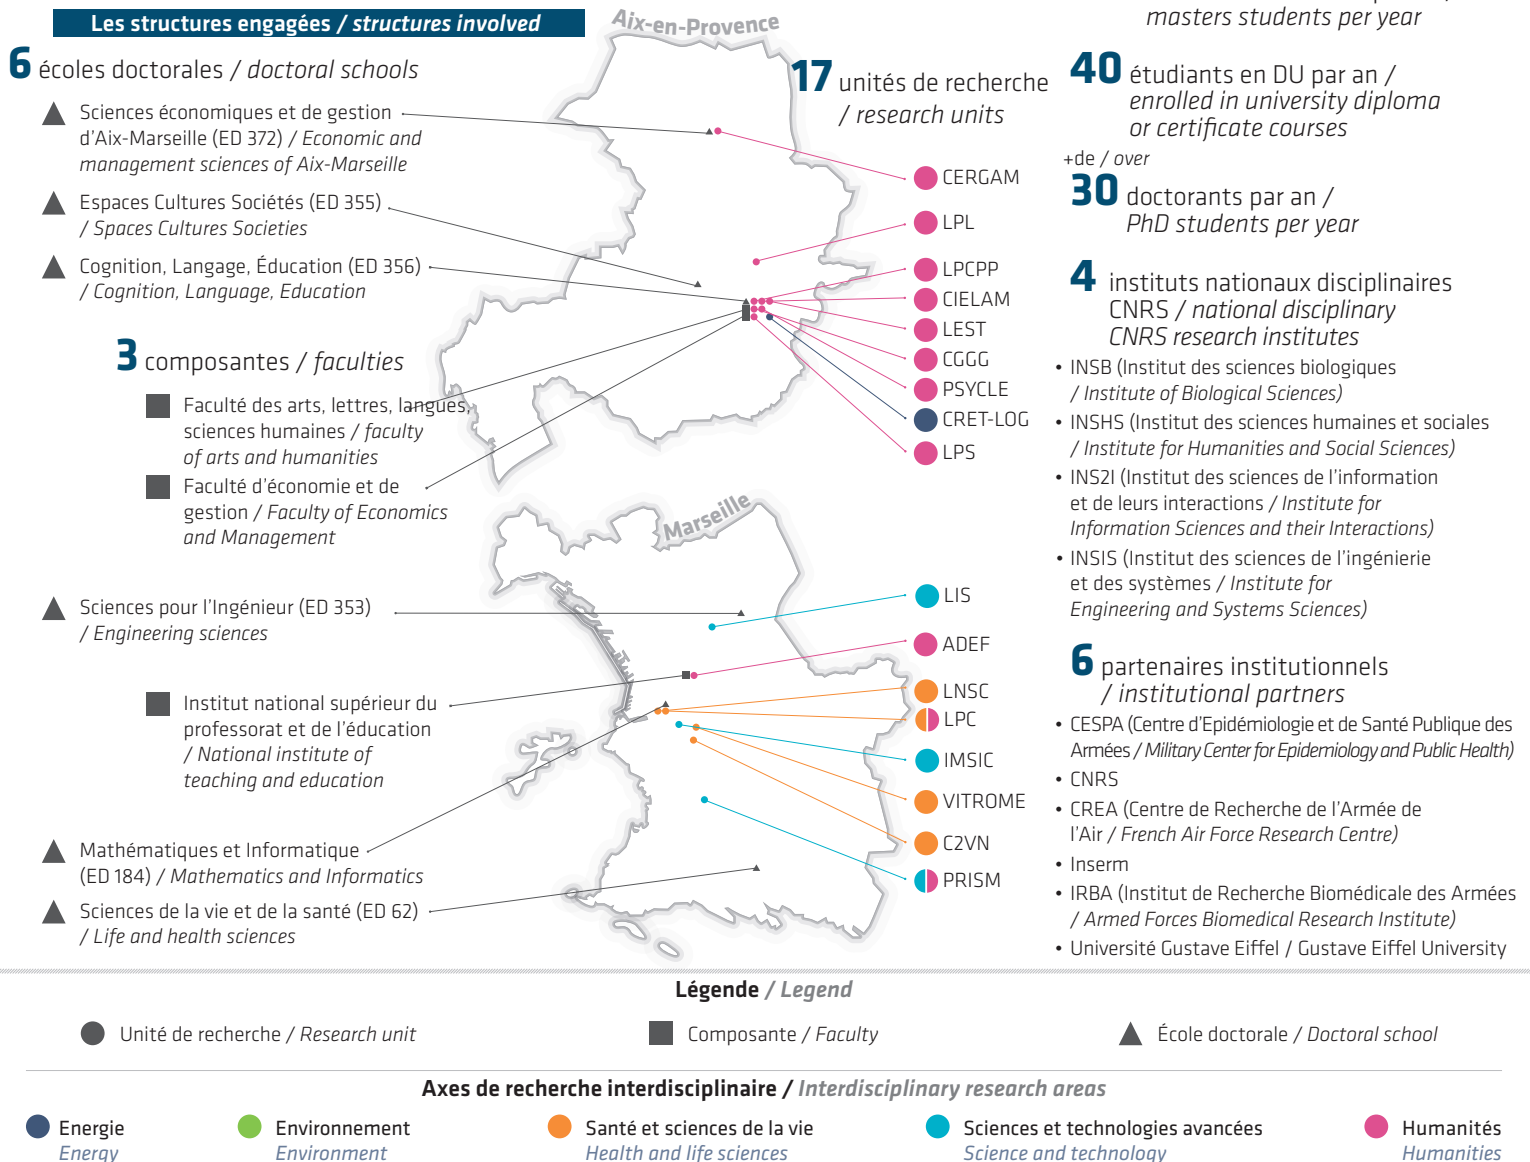 Les structures engagées / structures involved
6 écoles doctorales / doctoral schools
Sciences économiques et de gestion
d'Aix-Marseille (ED 372) / Economic and
management sciences of Aix-Marseille
Espaces Cultures Sociétés (ED 355)
/ Spaces Cultures Societies
Cognition, Langage, Éducation (ED 356)
/ Cognition, Language, Education
3 composantes / faculties
Faculté des arts, lettres, langues,
sciences humaines / faculty
of arts and humanities
Faculté d'économie et de
gestion / Faculty of Economics
and Management
Sciences pour l'Ingénieur (ED 353)
/ Engineering sciences
Institut national supérieur du
professorat et de l'éducation
/ National institute of
teaching and education
Mathématiques et Informatique
(ED 184) / Mathematics and Informatics
Sciences de la vie et de la santé (ED 62)
/ Life and health sciences
Aix-en-Provence
Marseille
17 unités de recherche
/ research units
CERGAM
LPL
LPCPP
CIELAM
LEST
CGGG
PSYCLE
CRET-LOG
LPS
LIS
ADEF
LNSC
LPC
IMSIC
VITROME
C2VN
PRISM
masters students per year
40 étudiants en DU par an /
enrolled in university diploma
or certificate courses
+de / over
30 doctorants par an /
PhD students per year
4 instituts nationaux disciplinaires
CNRS / national disciplinary
CNRS research institutes
• INSB (Institut des sciences biologiques
/ Institute of Biological Sciences)
• INSHS (Institut des sciences humaines et sociales
/ Institute for Humanities and Social Sciences)
• INS2I (Institut des sciences de l'information
et de leurs interactions / Institute for
Information Sciences and their Interactions)
• INSIS (Institut des sciences de l'ingénierie
et des systèmes / Institute for
Engineering and Systems Sciences)
6 partenaires institutionnels
/ institutional partners
• CESPA (Centre d'Epidémiologie et de Santé Publique des
Armées / Military Center for Epidemiology and Public Health)
• CNRS
• CREA (Centre de Recherche de l'Armée de
l'Air / French Air Force Research Centre)
• Inserm
• IRBA (Institut de Recherche Biomédicale des Armées
/ Armed Forces Biomedical Research Institute)
• Université Gustave Eiffel / Gustave Eiffel University
Légende / Legend
Unité de recherche / Research unit
Composante / Faculty
École doctorale / Doctoral school
Axes de recherche interdisciplinaire / Interdisciplinary research areas
Energie
Energy
Environnement
Environment
Santé et sciences de la vie
Health and life sciences
Sciences et technologies avancées
Science and technology
Humanités
Humanities